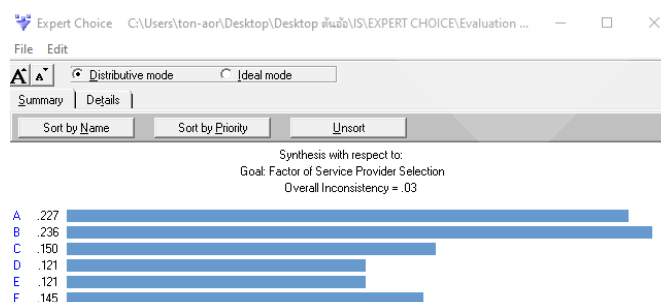 Expert Choice C:\Users\ton-aor\Desktop\Desktop ต้นอ้อ\IS\EXPERT CHOICE\Evaluation ...
File Edit
A A Distributive mode Ideal mode
Summary Details
Sort by Name Sort by Priority Unsort
Synthesis with respect to:
Goal: Factor of Service Provider Selection
Overall Inconsistency = .03
A .227
B .236
C .150
D .121
E .121
F .145